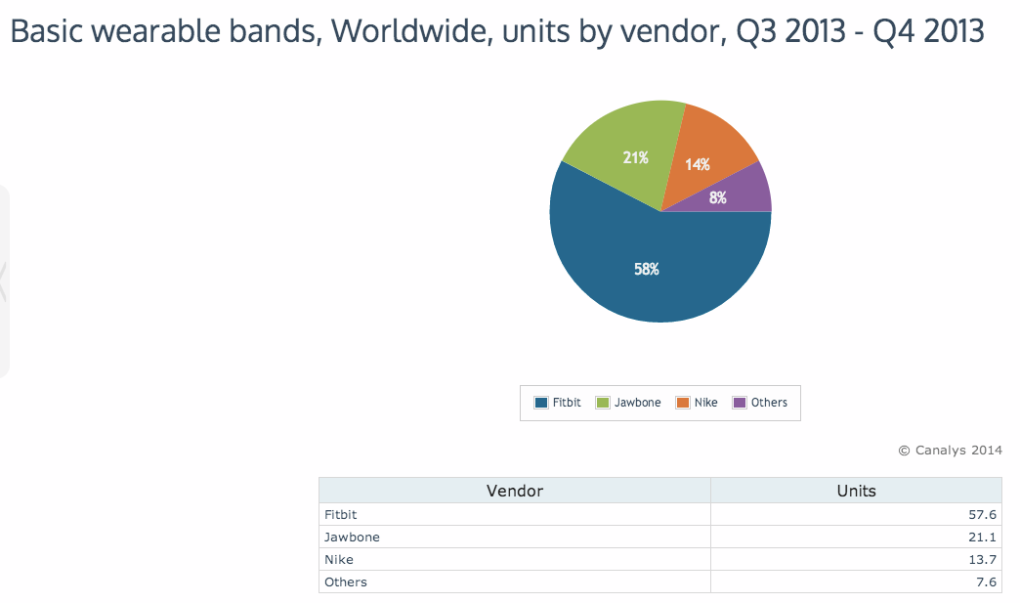 Basic wearable bands, Worldwide, units by vendor, Q3 2013 - Q4 2013
21%
14%
8%
58%
Fitbit Jawbone Nike Others
© Canalys 2014
Vendor Units
Fitbit 57.6
Jawbone 21.1
Nike 13.7
Others 7.6